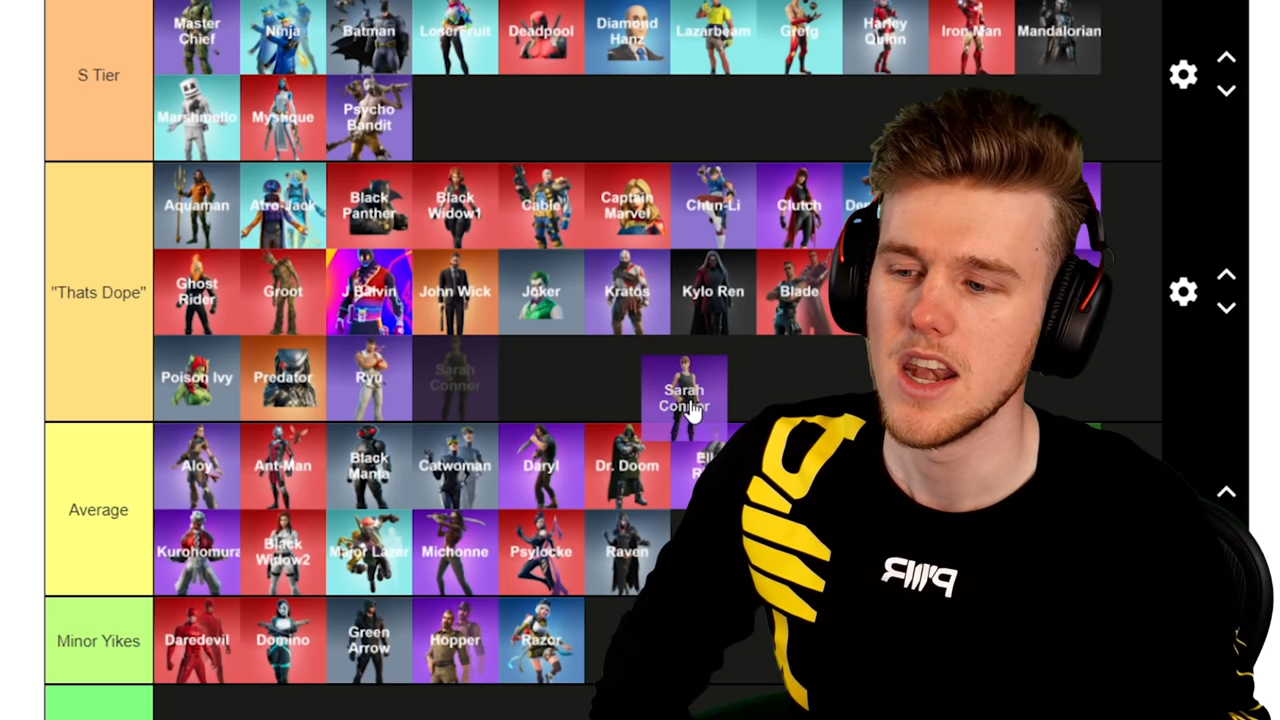 S Tier
Master
Chief
Ninja
Batman
LoserFruit
Deadpool
Diamond
Hanz
Lazarbeam
Grefg
Harley
Quinn
Iron Man
Mandalorian
Marshmello
Mystique
Psycho
Bandit
"Thats Dope"
Aquaman
Atro-Jack
Black
Panther
Black
Widow1
Cable
Captain
Marvel
Chun-Li
Clutch
Ghost
Rider
Groot
J Balvin
John Wick
Joker
Kratos
Kylo Ren
Blade
Poison Ivy
Predator
Ryu
Sarah
Conner
Sarah
Connor
Average
Aloy
Ant-Man
Black
Manta
Catwoman
Daryl
Dr. Doom
Kurohomura
Black
Widow2
Major Lazer
Michonne
Psylocke
Raven
Minor Yikes
Daredevil
Domino
Green
Arrow
Hopper
Razor
PWR